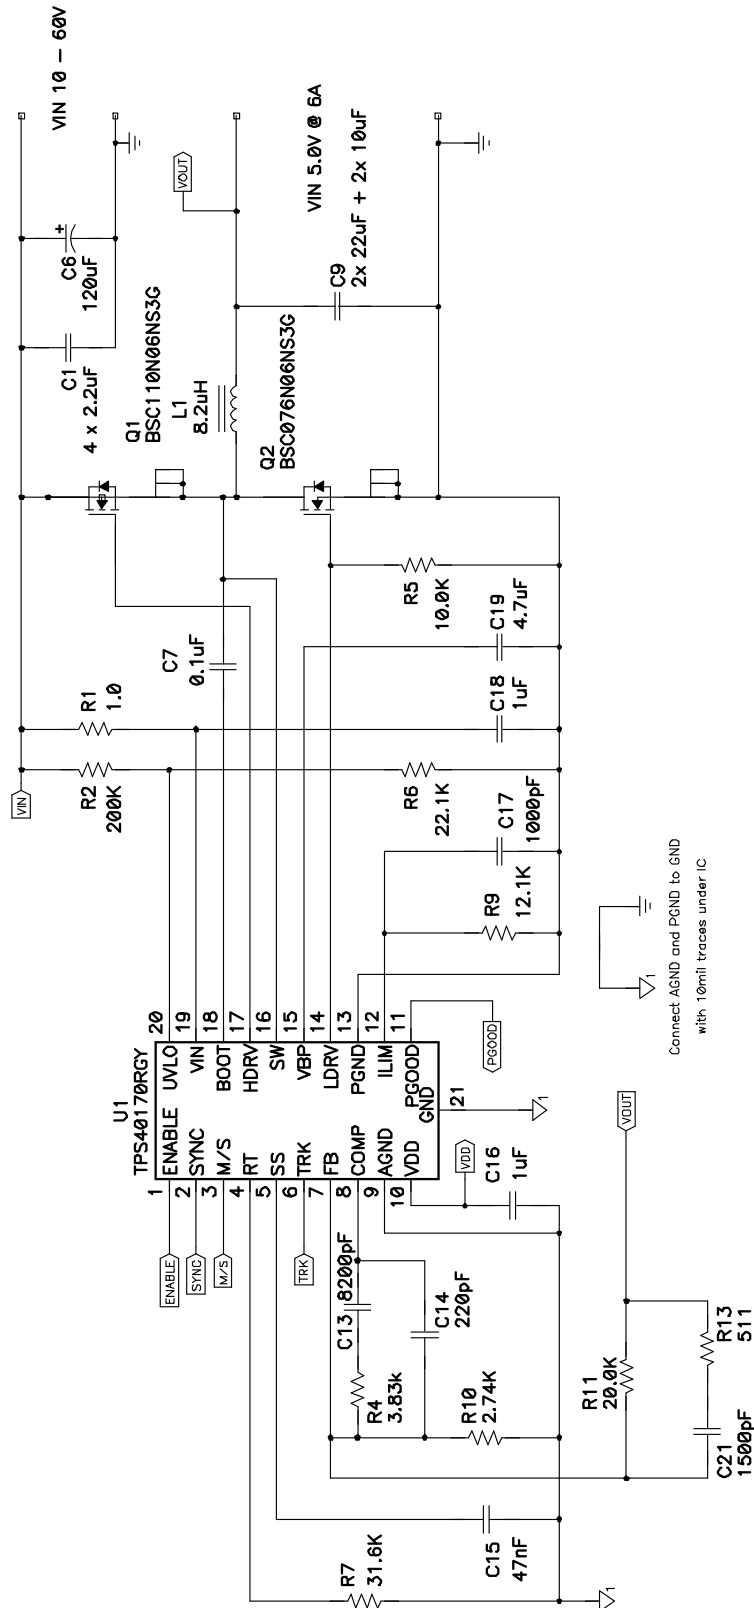 VIN 10 - 60V
C6
120uF
C1
4 x 2.2uF
Q1
BSC110N06NS3G
L1
8.2uH
VOUT
VIN 5.0V @ 6A
C9
2x 22uF + 2x 10uF
Q2
BSC076N06NS3G
VIN
R2
200K
R1
1.0
C7
0.1uF
R5
10.0K
C19
4.7uF
C18
1uF
R6
22.1K
C17
1000pF
R9
12.1K
U1
TPS40170RGY
1 ENABLE
2 SYNC
3 M/S
4 RT
5 SS
6 TRK
7 FB
8 COMP
9 AGND
10 VDD
20 UVLO
19 VIN
18 BOOT
17 HDRV
16 SW
15 VBP
14 LDRV
13 PGND
12 ILIM
11 PGOOD
GND 21
ENABLE
SYNC
M/S
TRK
PGOOD
VDD
C16
1uF
1
C13
8200pF
C14
220pF
R4
3.83k
R10
2.74K
R7
31.6K
C15
47nF
1
VOUT
R11
20.0K
R13
511
C21
1500pF
1
Connect AGND and PGND to GND
with 10mil traces under IC